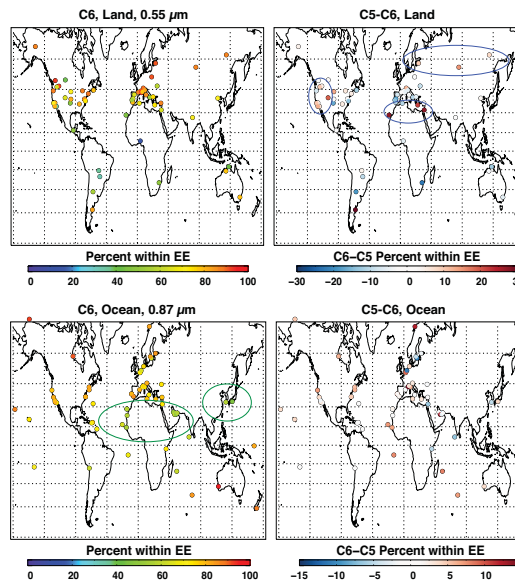 C6, Land, 0.55 µm
C5-C6, Land
Percent within EE
0 20 40 60 80 100
C6–C5 Percent within EE
−30 −20 −10 0 10 20 30
C6, Ocean, 0.87 µm
C5-C6, Ocean
Percent within EE
0 20 40 60 80 100
C6–C5 Percent within EE
−15 −10 −5 0 5 10